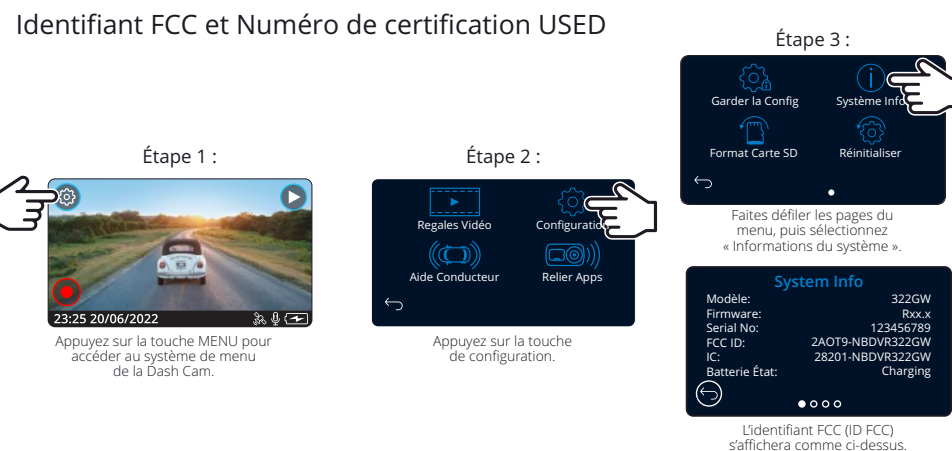 Identifiant FCC et Numéro de certification USED
Étape 1 :
23:25 20/06/2022
Appuyez sur la touche MENU pour
accéder au système de menu
de la Dash Cam.
Étape 2 :
Regales Vidéo
Configuration
Aide Conducteur
Relier Apps
Appuyez sur la touche
de configuration.
Étape 3 :
Garder la Config
Système Info
Format Carte SD
Réinitialiser
Faites défiler les pages du
menu, puis sélectionnez
« Informations du système ».
System Info
Modèle: 322GW
Firmware: Rxx.x
Serial No: 123456789
FCC ID: 2AOT9-NBDVR322GW
IC: 28201-NBDVR322GW
Batterie État: Charging
L’identifiant FCC (ID FCC)
s’affichera comme ci-dessus.